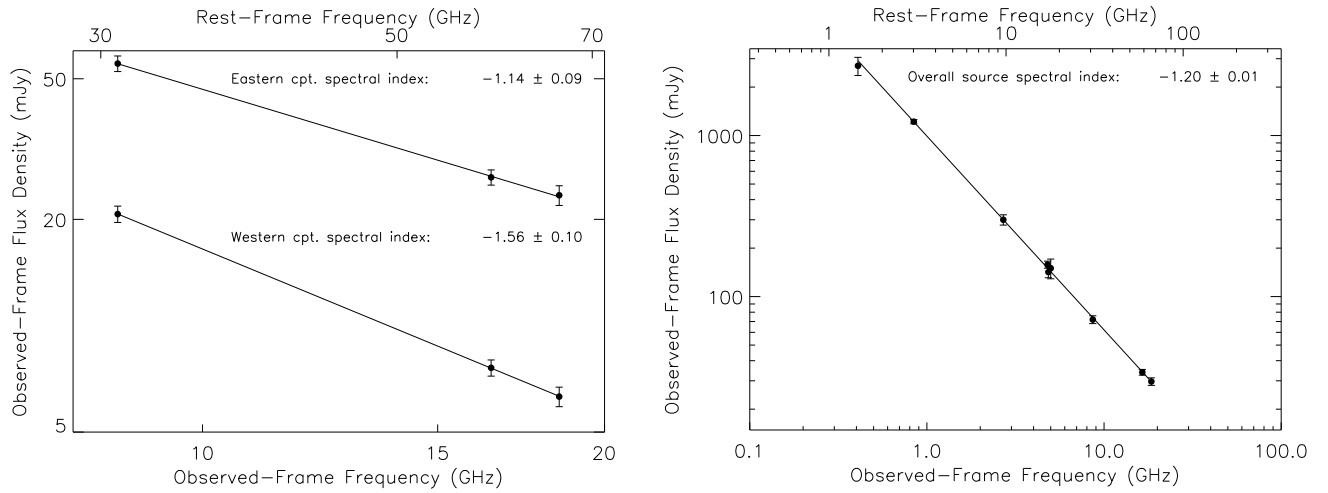 Rest-Frame Frequency (GHz)
30 50 70
Eastern cpt. spectral index: -1.14 ± 0.09
50
Observed-Frame Flux Density (mJy)
20
Western cpt. spectral index: -1.56 ± 0.10
5
10 15 20
Observed-Frame Frequency (GHz)
Rest-Frame Frequency (GHz)
1 10 100
Overall source spectral index: -1.20 ± 0.01
1000
Observed-Frame Flux Density (mJy)
100
0.1 1.0 10.0 100.0
Observed-Frame Frequency (GHz)